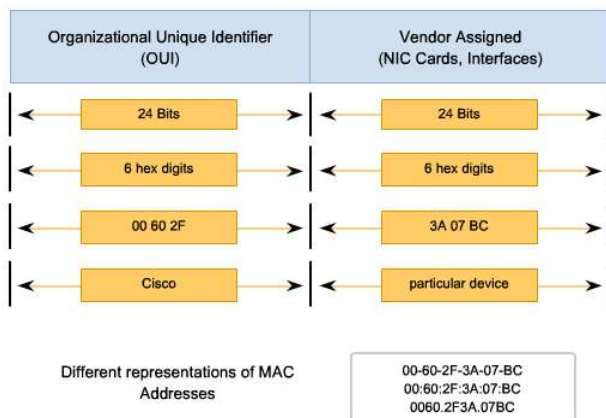 Organizational Unique Identifier
(OUI)
Vendor Assigned
(NIC Cards, Interfaces)
24 Bits
24 Bits
6 hex digits
6 hex digits
00 60 2F
3A 07 BC
Cisco
particular device
Different representations of MAC
Addresses
00-60-2F-3A-07-BC
00:60:2F:3A:07:BC
0060.2F3A.07BC